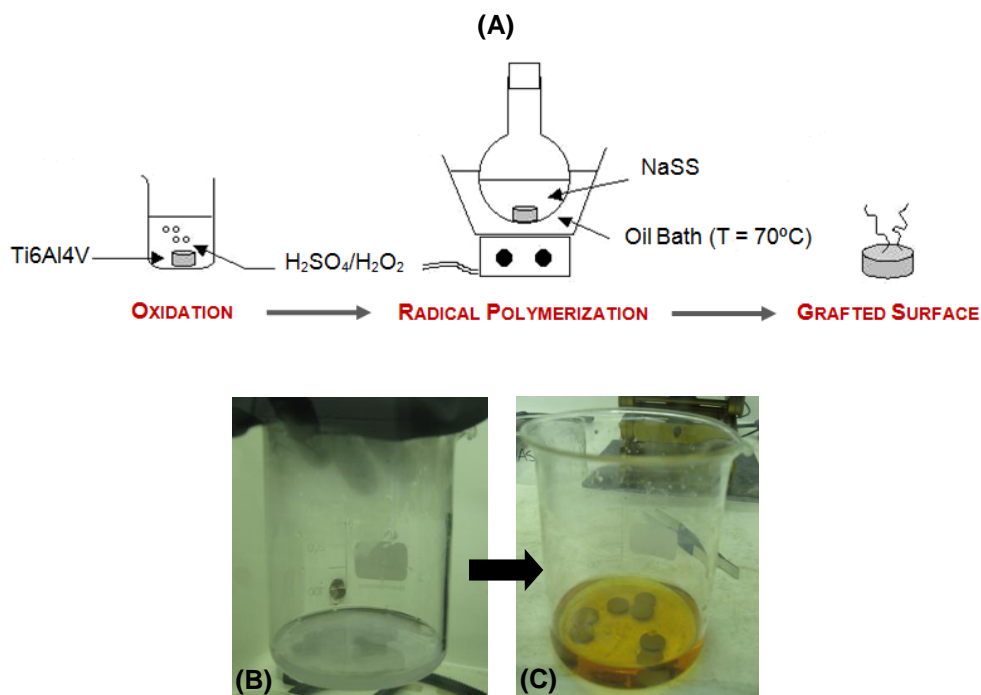 (A)
NaSS
Oil Bath (T = 70ºC)
Ti6Al4V
H₂SO₄/H₂O₂
OXIDATION
RADICAL POLYMERIZATION
GRAFTED SURFACE
(B)
(C)